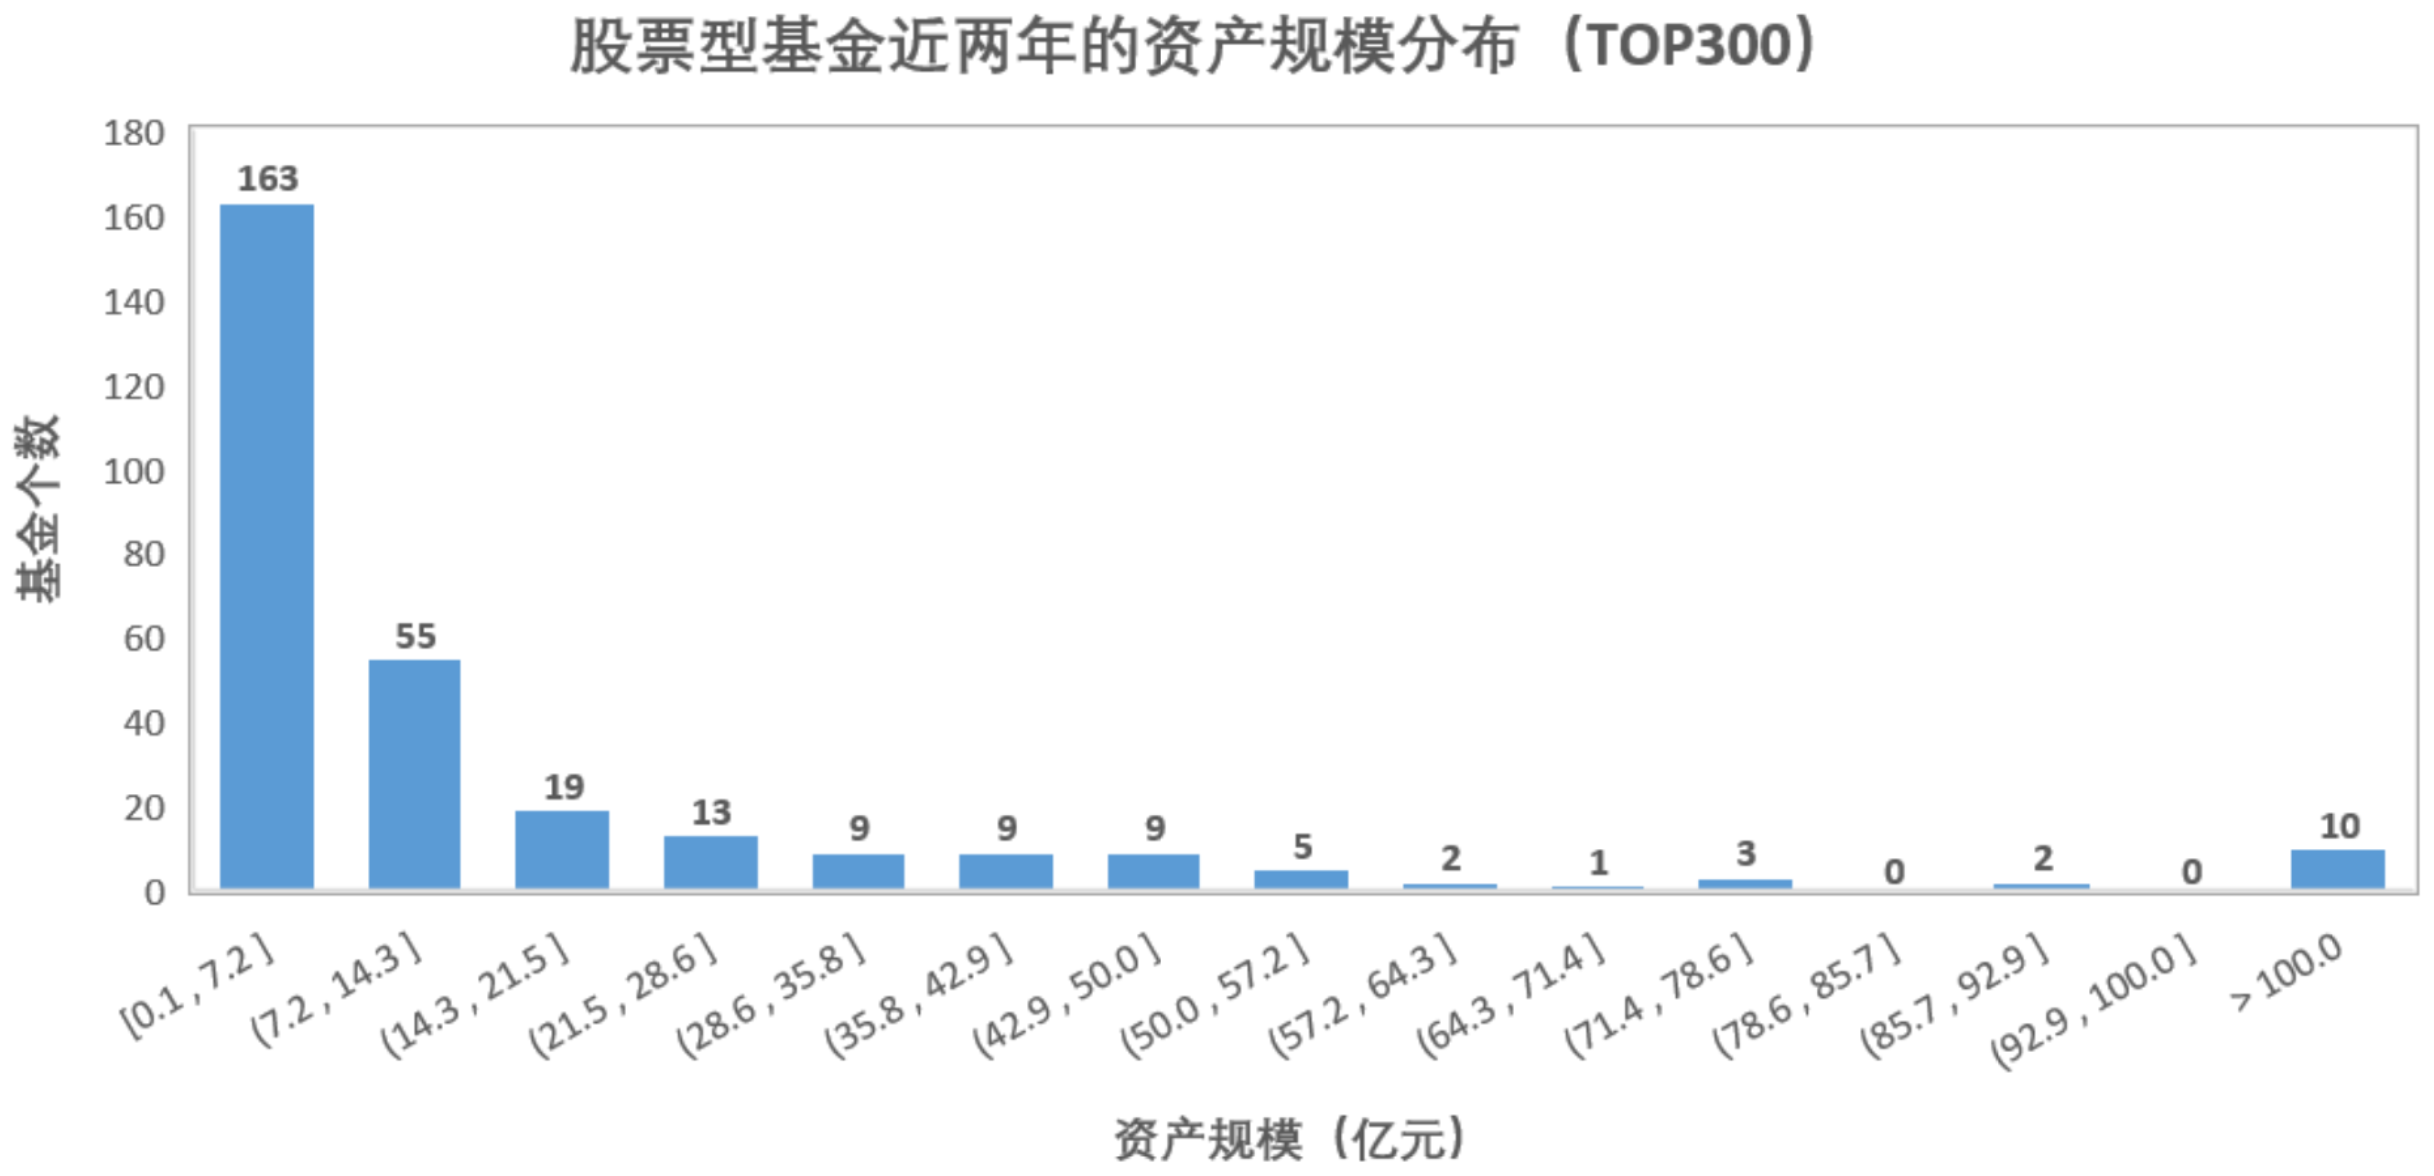 股票型基金近两年的资产规模分布（TOP300）
180
160
140
120
100
80
60
40
20
0
基金个数
163
55
19
13
9
9
9
5
2
1
3
0
2
0
10
[0.1 , 7.2 ]
(7.2 , 14.3 ]
(14.3 , 21.5 ]
(21.5 , 28.6 ]
(28.6 , 35.8 ]
(35.8 , 42.9 ]
(42.9 , 50.0 ]
(50.0 , 57.2 ]
(57.2 , 64.3 ]
(64.3 , 71.4 ]
(71.4 , 78.6 ]
(78.6 , 85.7 ]
(85.7 , 92.9 ]
(92.9 , 100.0 ]
> 100.0
资产规模（亿元）